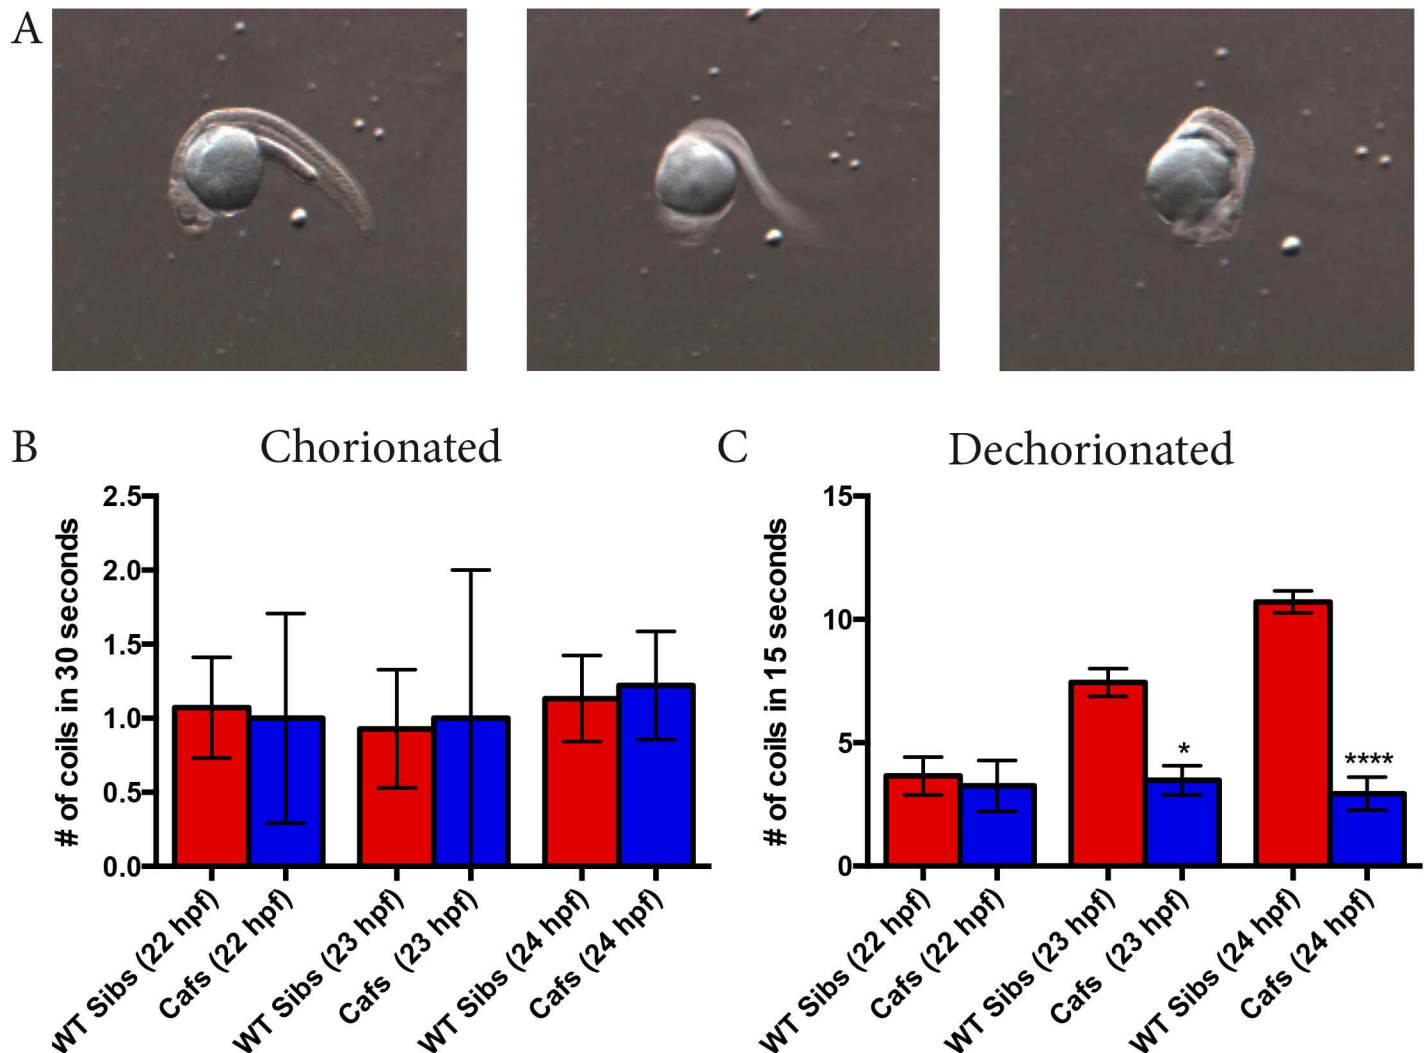 A
B
Chorionated
# of coils in 30 seconds
2.5
2.0
1.5
1.0
0.5
0.0
WT Sibs (22 hpf)
Cafs (22 hpf)
WT Sibs (23 hpf)
Cafs  (23 hpf)
WT Sibs (24 hpf)
Cafs (24 hpf)
C
Dechorionated
# of coils in 15 seconds
15
10
5
0
*
****
WT Sibs (22 hpf)
Cafs (22 hpf)
WT Sibs (23 hpf)
Cafs  (23 hpf)
WT Sibs (24 hpf)
Cafs (24 hpf)